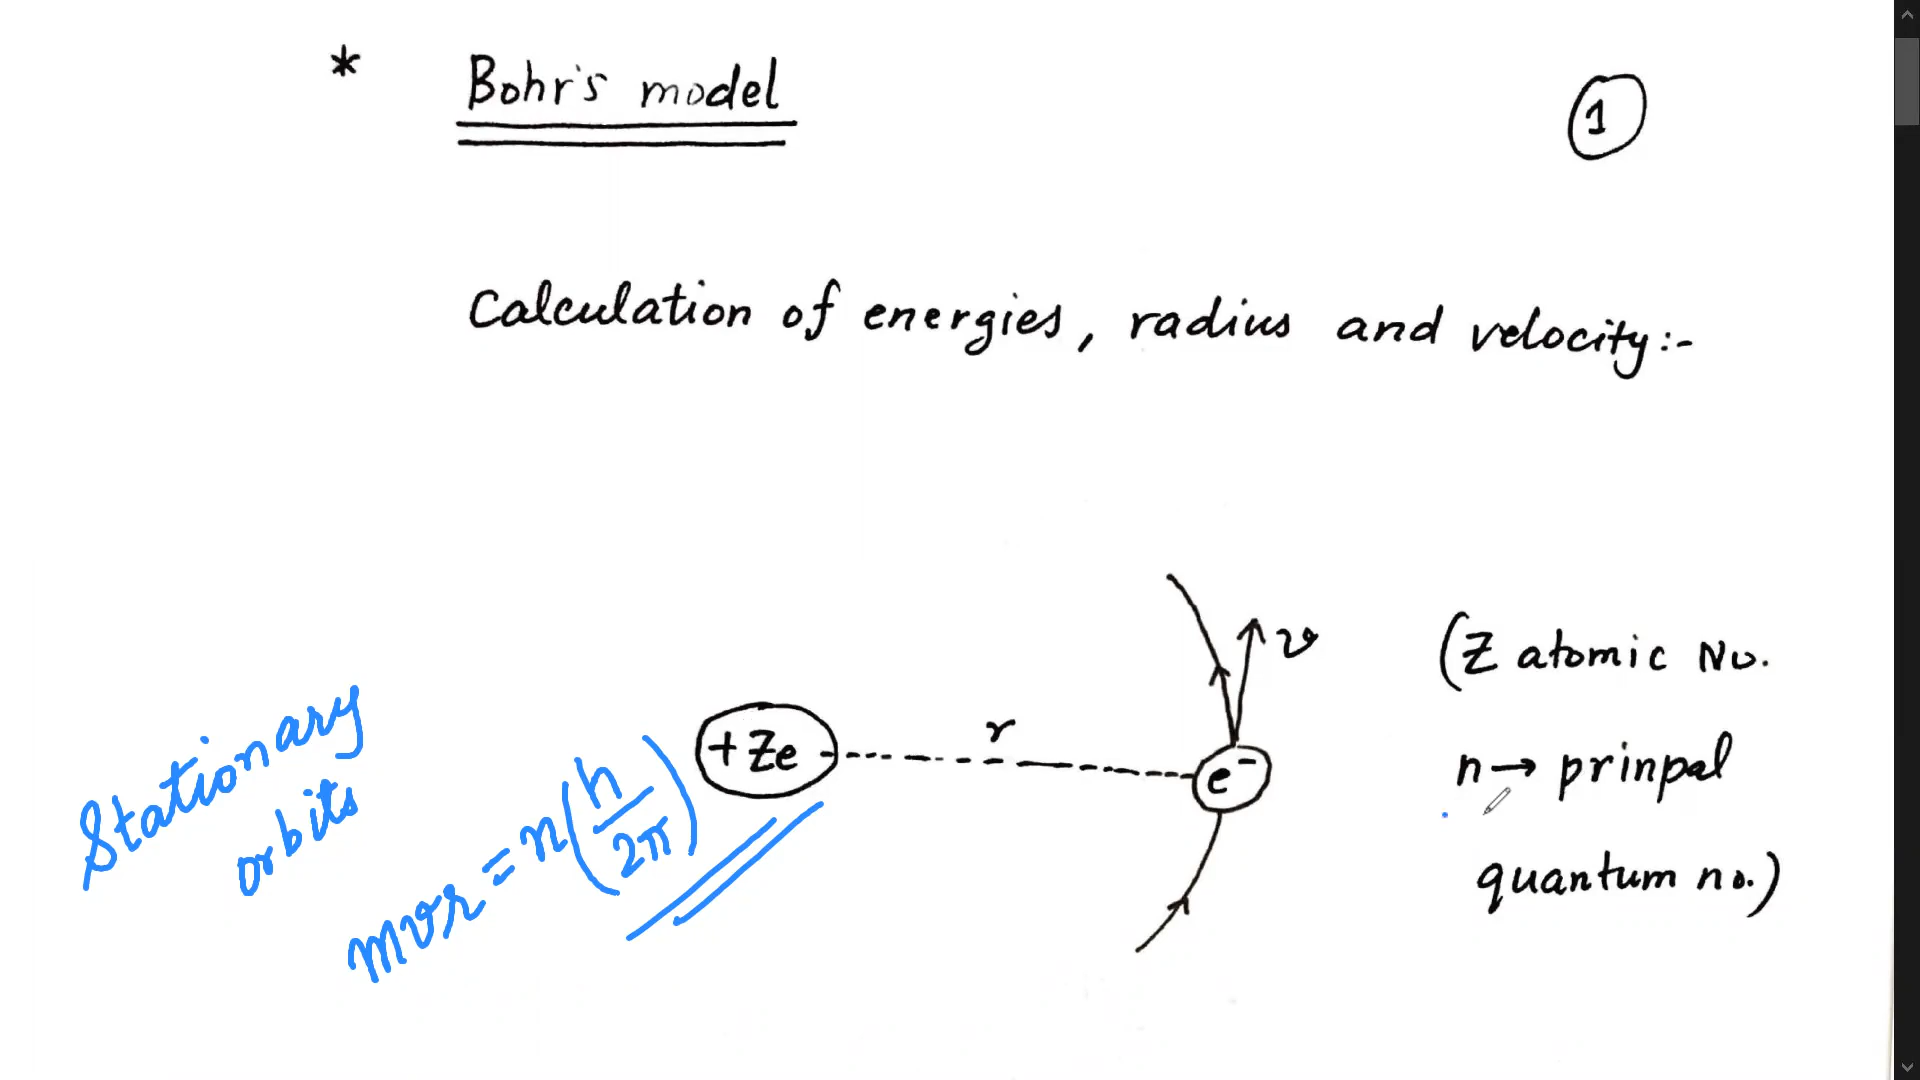 * Bohr's model
1
Calculation of energies, radius and velocity:-
Stationary
orbits
mvr = n(h/2π)
+Ze
r
e⁻
v
(Z atomic No.
n → prinpal
quantum no.)